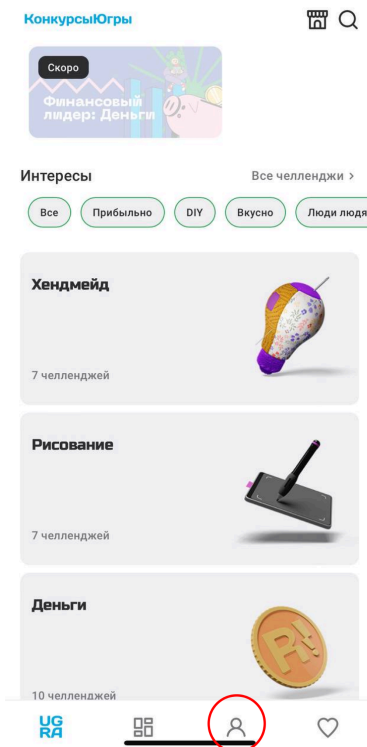 КонкурсыЮгры
Скоро
Финансовый
лидер: Деньги
Интересы
Все челленджи >
Все
Прибыльно
DIY
Вкусно
Люди людя
Хендмейд
7 челленджей
Рисование
7 челленджей
Деньги
R!
10 челленджей
UG
RA